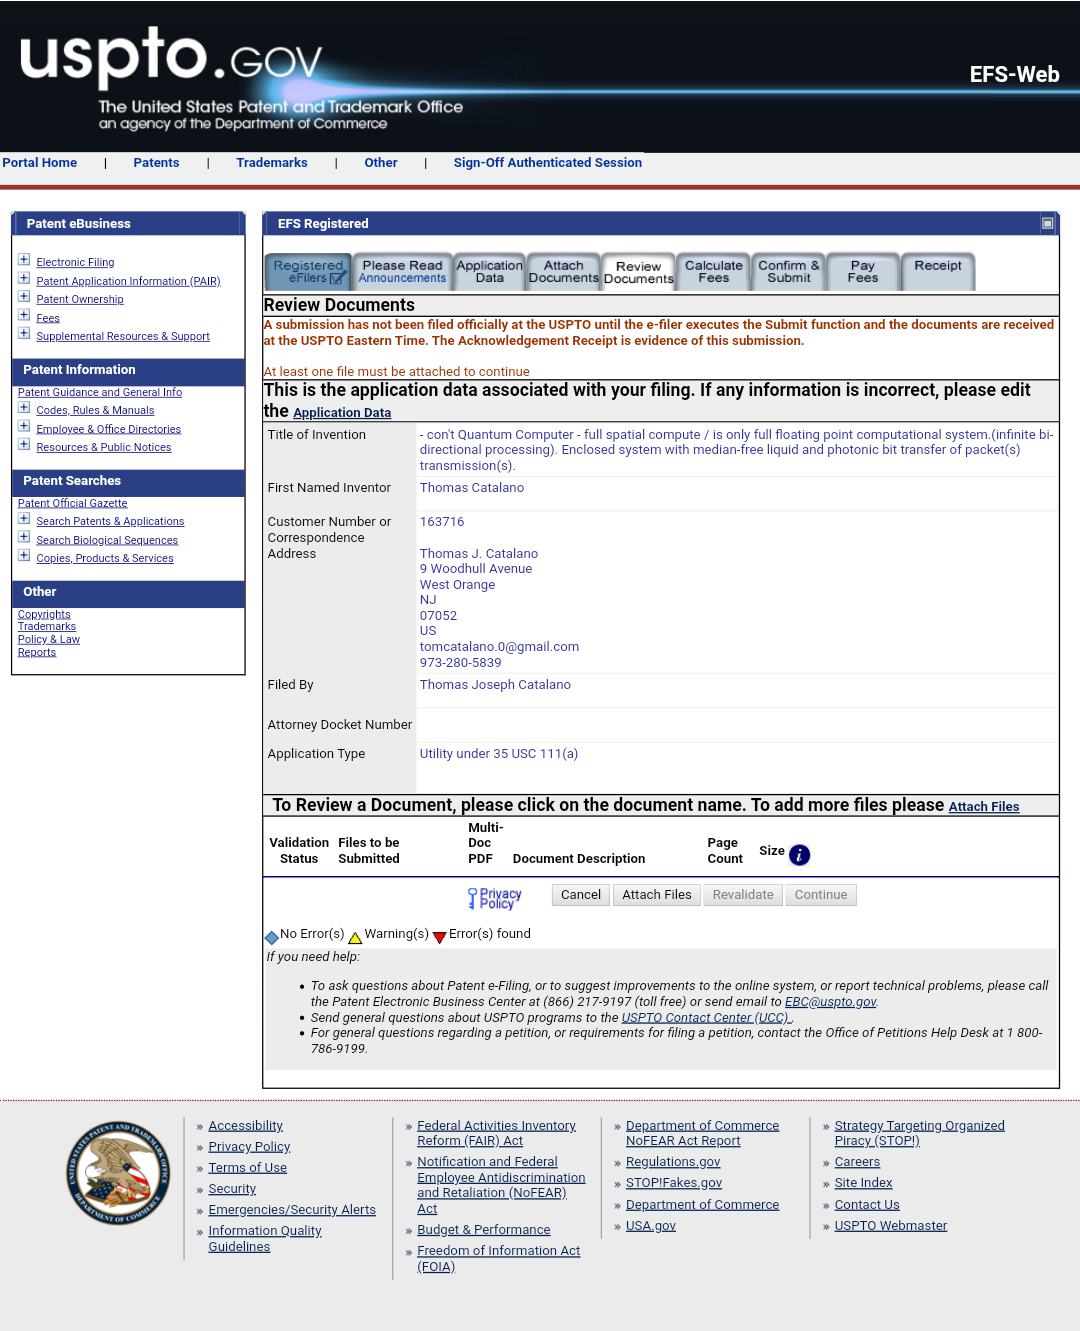 uspto.GOV
The United States Patent and Trademark Office
an agency of the Department of Commerce
EFS-Web
Portal Home | Patents | Trademarks | Other | Sign-Off Authenticated Session
Patent eBusiness
Electronic Filing
Patent Application Information (PAIR)
Patent Ownership
Fees
Supplemental Resources & Support
Patent Information
Patent Guidance and General Info
Codes, Rules & Manuals
Employee & Office Directories
Resources & Public Notices
Patent Searches
Patent Official Gazette
Search Patents & Applications
Search Biological Sequences
Copies, Products & Services
Other
Copyrights
Trademarks
Policy & Law
Reports
EFS Registered
Registered eFilers
Please Read Announcements
Application Data
Attach Documents
Review Documents
Calculate Fees
Confirm & Submit
Pay Fees
Receipt
Review Documents
A submission has not been filed officially at the USPTO until the e-filer executes the Submit function and the documents are received
at the USPTO Eastern Time. The Acknowledgement Receipt is evidence of this submission.
At least one file must be attached to continue
This is the application data associated with your filing. If any information is incorrect, please edit
the Application Data
Title of Invention
- con't Quantum Computer - full spatial compute / is only full floating point computational system.(infinite bi-
directional processing). Enclosed system with median-free liquid and photonic bit transfer of packet(s)
transmission(s).
First Named Inventor
Thomas Catalano
Customer Number or
Correspondence
Address
163716
Thomas J. Catalano
9 Woodhull Avenue
West Orange
NJ
07052
US
tomcatalano.0@gmail.com
973-280-5839
Filed By
Thomas Joseph Catalano
Attorney Docket Number
Application Type
Utility under 35 USC 111(a)
To Review a Document, please click on the document name. To add more files please Attach Files
Validation Status
Files to be Submitted
Multi-Doc PDF
Document Description
Page Count
Size i
Privacy Policy
Cancel
Attach Files
Revalidate
Continue
No Error(s) Warning(s) Error(s) found
If you need help:
• To ask questions about Patent e-Filing, or to suggest improvements to the online system, or report technical problems, please call
the Patent Electronic Business Center at (866) 217-9197 (toll free) or send email to EBC@uspto.gov.
• Send general questions about USPTO programs to the USPTO Contact Center (UCC) .
• For general questions regarding a petition, or requirements for filing a petition, contact the Office of Petitions Help Desk at 1 800-
786-9199.
UNITED STATES PATENT AND TRADEMARK OFFICE
DEPARTMENT OF COMMERCE
» Accessibility
» Privacy Policy
» Terms of Use
» Security
» Emergencies/Security Alerts
» Information Quality
Guidelines
» Federal Activities Inventory
Reform (FAIR) Act
» Notification and Federal
Employee Antidiscrimination
and Retaliation (NoFEAR)
Act
» Budget & Performance
» Freedom of Information Act
(FOIA)
» Department of Commerce
NoFEAR Act Report
» Regulations.gov
» STOP!Fakes.gov
» Department of Commerce
» USA.gov
» Strategy Targeting Organized
Piracy (STOP!)
» Careers
» Site Index
» Contact Us
» USPTO Webmaster